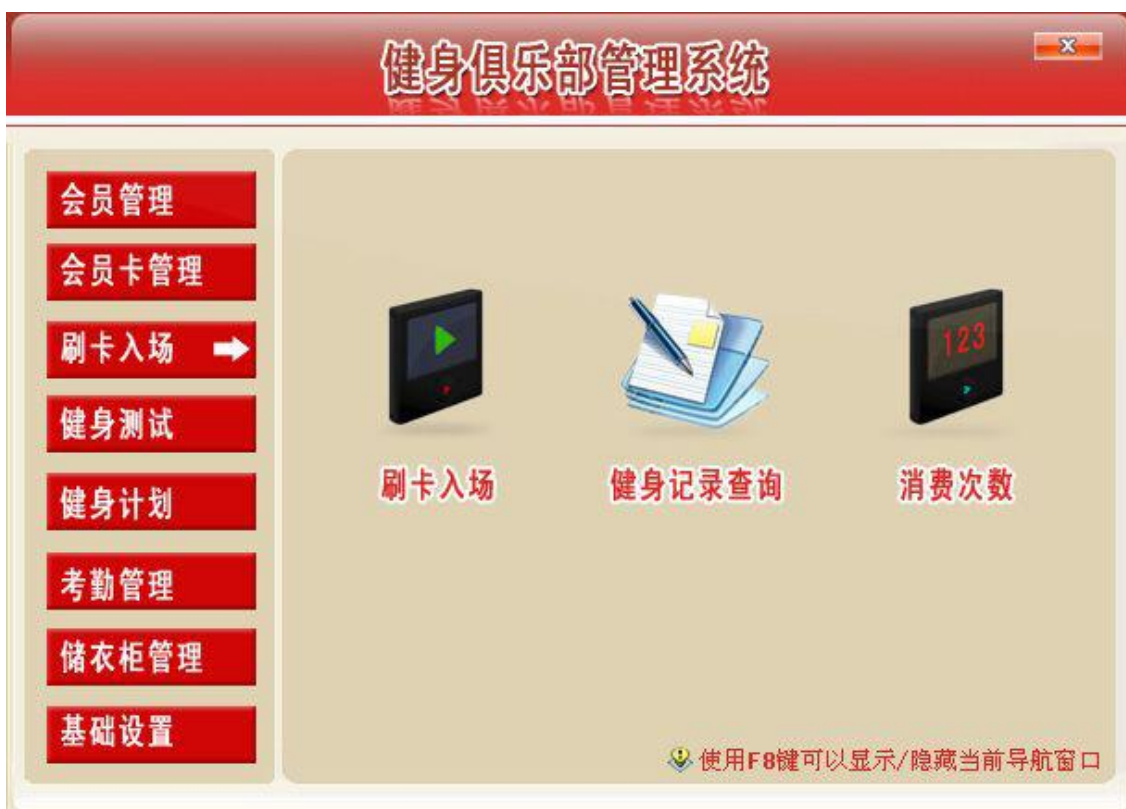 健身俱乐部管理系统
会员管理
会员卡管理
刷卡入场
健身测试
健身计划
考勤管理
储衣柜管理
基础设置
123
刷卡入场
健身记录查询
消费次数
使用F8键可以显示/隐藏当前导航窗口